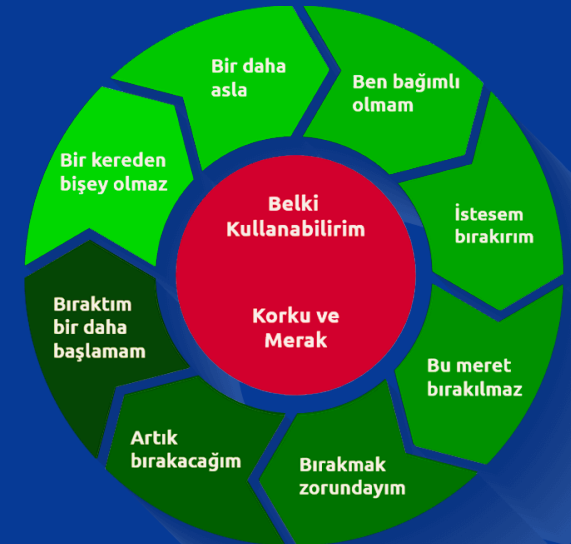 Bir kereden
bişey olmaz
Bir daha
asla
Ben bağımlı
olmam
İstesem
bırakırım
Bu meret
bırakılmaz
Bırakmak
zorundayım
Artık
bırakacağım
Bıraktım
bir daha
başlamam
Belki
Kullanabilirim
Korku ve
Merak